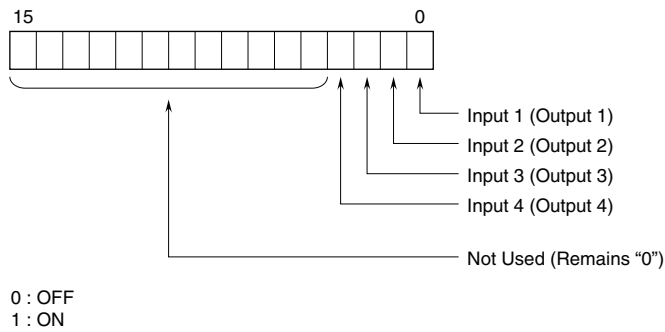 15 0
Input 1 (Output 1)
Input 2 (Output 2)
Input 3 (Output 3)
Input 4 (Output 4)
Not Used (Remains “0”)
0 : OFF
1 : ON